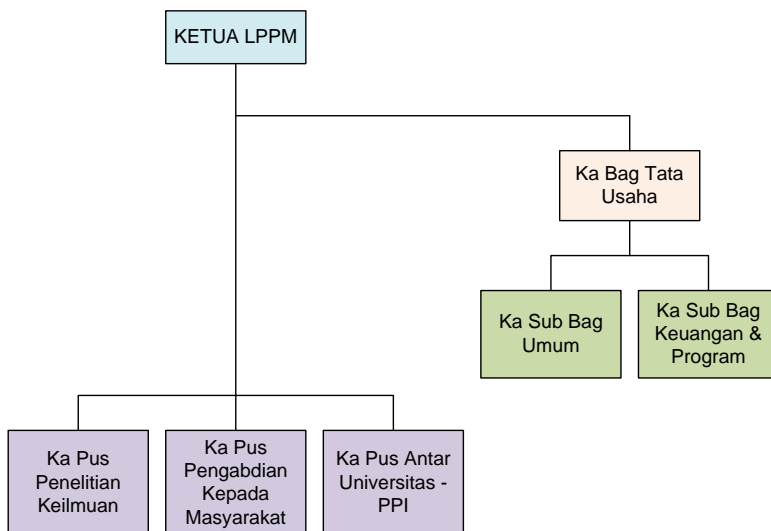 KETUA LPPM
Ka Bag Tata
Usaha
Ka Sub Bag
Umum
Ka Sub Bag
Keuangan &
Program
Ka Pus
Penelitian
Keilmuan
Ka Pus
Pengabdian
Kepada
Masyarakat
Ka Pus Antar
Universitas -
PPI